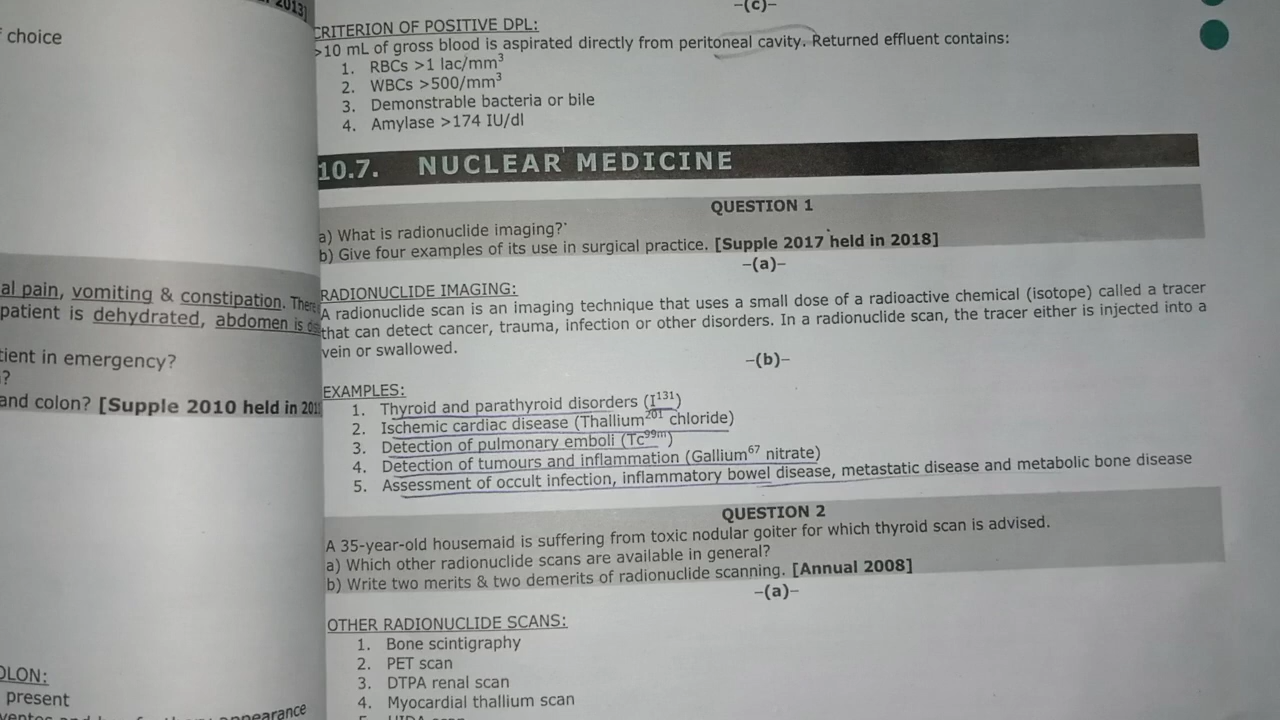 2013]
choice
al pain, vomiting & constipation. There
patient is dehydrated, abdomen is
tient in emergency?
?
and colon? [Supple 2010 held in 201
OLON:
present
appearance
–(c)–
CRITERION OF POSITIVE DPL:
>10 mL of gross blood is aspirated directly from peritoneal cavity. Returned effluent contains:
1. RBCs >1 lac/mm³
2. WBCs >500/mm³
3. Demonstrable bacteria or bile
4. Amylase >174 IU/dl
10.7. NUCLEAR MEDICINE
QUESTION 1
a) What is radionuclide imaging?
b) Give four examples of its use in surgical practice. [Supple 2017 held in 2018]
–(a)–
RADIONUCLIDE IMAGING:
A radionuclide scan is an imaging technique that uses a small dose of a radioactive chemical (isotope) called a tracer
that can detect cancer, trauma, infection or other disorders. In a radionuclide scan, the tracer either is injected into a
vein or swallowed.
–(b)–
EXAMPLES:
1. Thyroid and parathyroid disorders (I¹³¹)
2. Ischemic cardiac disease (Thallium²⁰¹ chloride)
3. Detection of pulmonary emboli (Tc⁹⁹ᵐ)
4. Detection of tumours and inflammation (Gallium⁶⁷ nitrate)
5. Assessment of occult infection, inflammatory bowel disease, metastatic disease and metabolic bone disease
QUESTION 2
A 35-year-old housemaid is suffering from toxic nodular goiter for which thyroid scan is advised.
a) Which other radionuclide scans are available in general?
b) Write two merits & two demerits of radionuclide scanning. [Annual 2008]
–(a)–
OTHER RADIONUCLIDE SCANS:
1. Bone scintigraphy
2. PET scan
3. DTPA renal scan
4. Myocardial thallium scan